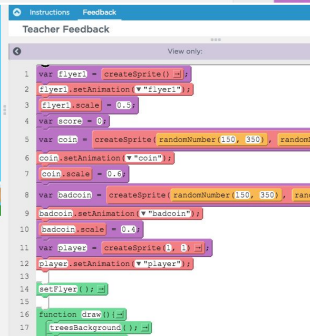 Instructions Feedback
Teacher Feedback
View only:
1 var flyer1 = createSprite();
2 flyer1.setAnimation(▼"flyer1");
3 flyer1.scale = 0.5;
4 var score = 0;
5 var coin = createSprite(randomNumber(150, 350),
6 coin.setAnimation(▼"coin");
7 coin.scale = 0.6;
8 var badcoin = createSprite(randomNumber(150, 350),
9 badcoin.setAnimation(▼"badcoin");
10 badcoin.scale = 0.4;
11 var player = createSprite(1, 1);
12 player.setAnimation(▼"player");
13
14 setFlyer();
15
16 function draw(){
17 treesBackground();